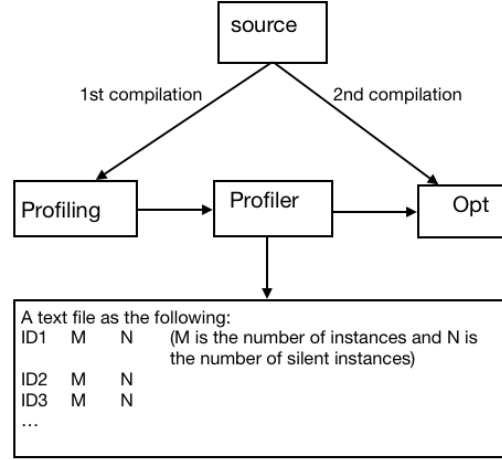 source
1st compilation
2nd compilation
Profiling
Profiler
Opt
A text file as the following:
ID1 M N (M is the number of instances and N is
the number of silent instances)
ID2 M N
ID3 M N
…